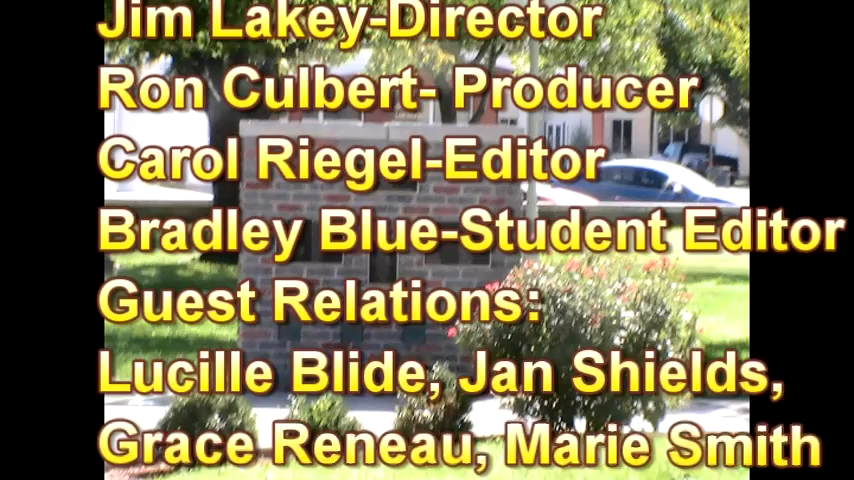 Jim Lakey-Director
Ron Culbert- Producer
Carol Riegel-Editor
Bradley Blue-Student Editor
Guest Relations:
Lucille Blide, Jan Shields,
Grace Reneau, Marie Smith